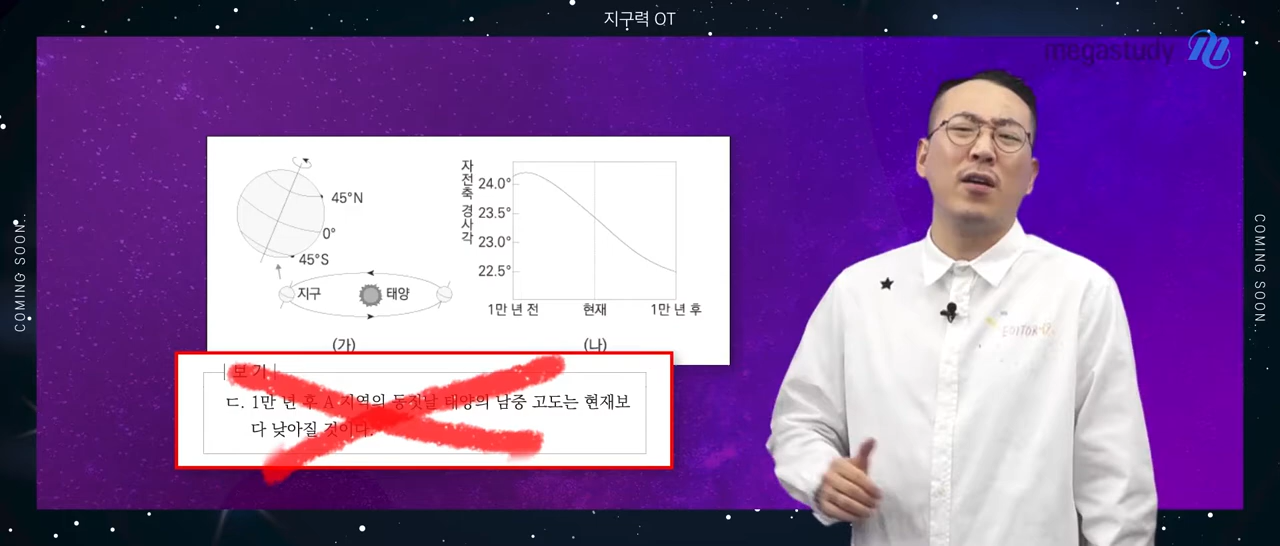 지구력 OT
megastudy
COMING SOON..
COMING SOON..
45°N
0°
45°S
지구
태양
(가)
자전축 경사각
24.0°
23.5°
23.0°
22.5°
1만 년 전
현재
1만 년 후
(나)
| 보 기 |
ㄷ. 1만 년 후 A 지역의 동짓날 태양의 남중 고도는 현재보
다 낮아질 것이다.